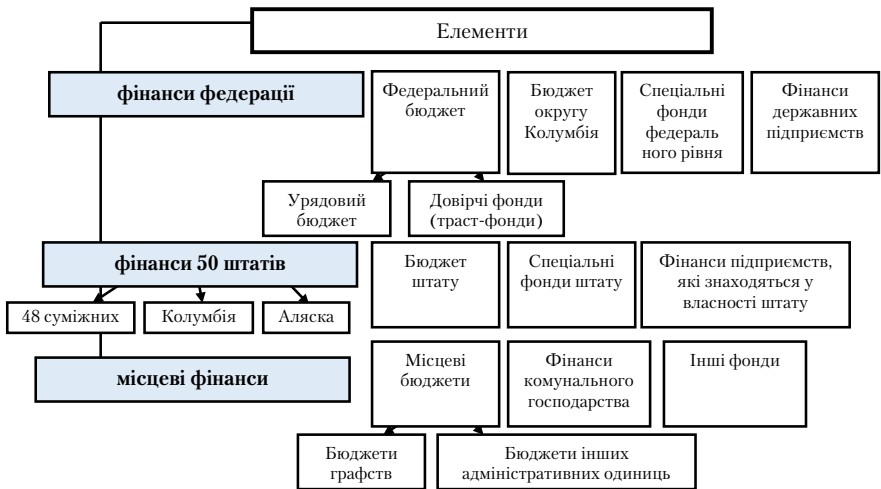 Елементи
фінанси федерації
Федеральний
бюджет
Бюджет
округу
Колумбія
Спеціальні
фонди
федераль
ного рівня
Фінанси
державних
підприємств
Урядовий
бюджет
Довірчі фонди
(траст-фонди)
фінанси 50 штатів
Бюджет
штату
Спеціальні
фонди штату
Фінанси підприємств,
які знаходяться у
власності штату
48 суміжних
Колумбія
Аляска
місцеві фінанси
Місцеві
бюджети
Фінанси
комунального
господарства
Інші фонди
Бюджети
графств
Бюджети інших
адміністративних одиниць